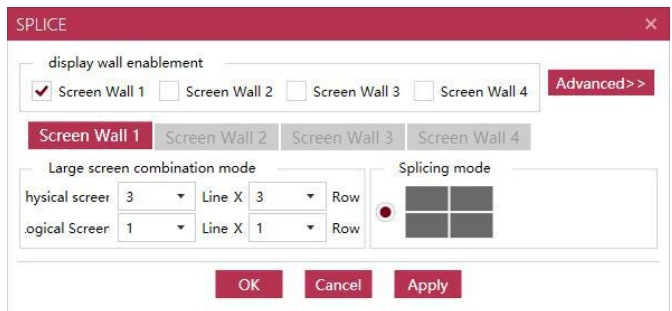 SPLICE
display wall enablement
Screen Wall 1 Screen Wall 2 Screen Wall 3 Screen Wall 4
Advanced>>
Screen Wall 1 Screen Wall 2 Screen Wall 3 Screen Wall 4
Large screen combination mode
Splicing mode
hysical screer 3 Line X 3 Row
.ogical Screen 1 Line X 1 Row
OK Cancel Apply